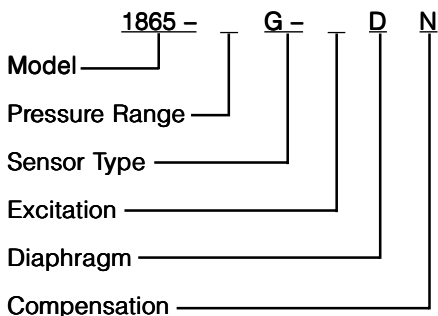 1865 – _ G – _ D N
Model
Pressure Range
Sensor Type
Excitation
Diaphragm
Compensation